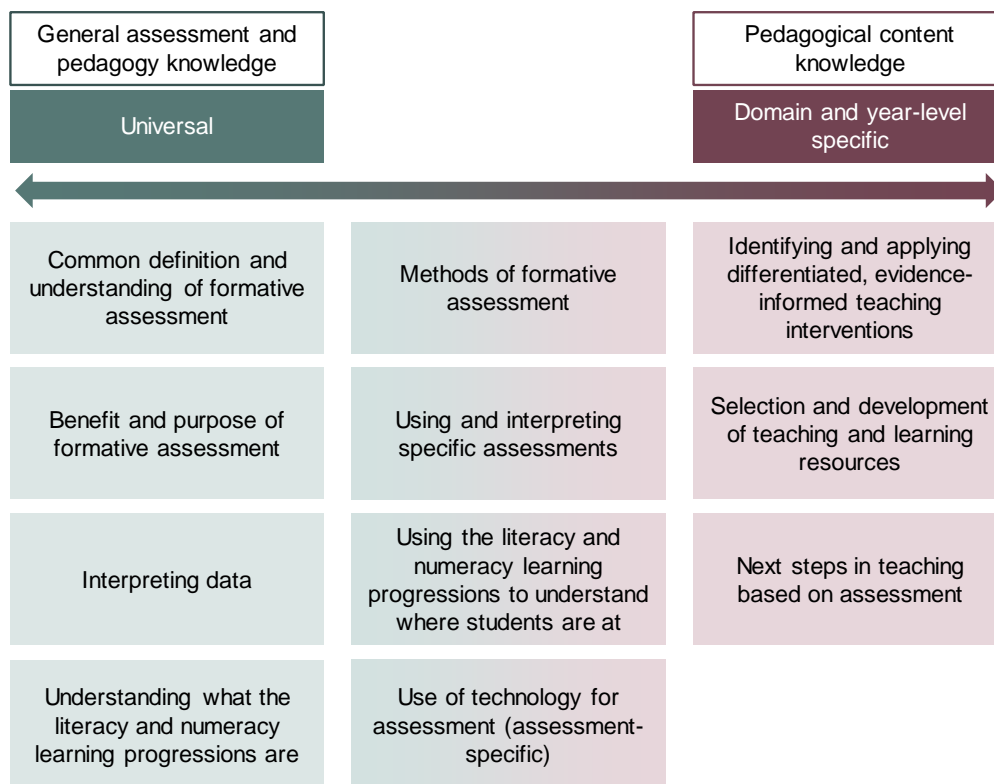 General assessment and
pedagogy knowledge
Pedagogical content
knowledge
Universal
Domain and year-level
specific
Common definition and
understanding of formative
assessment
Methods of formative
assessment
Identifying and applying
differentiated, evidence-
informed teaching
interventions
Benefit and purpose of
formative assessment
Using and interpreting
specific assessments
Selection and development
of teaching and learning
resources
Interpreting data
Using the literacy and
numeracy learning
progressions to understand
where students are at
Next steps in teaching
based on assessment
Understanding what the
literacy and numeracy
learning progressions are
Use of technology for
assessment (assessment-
specific)